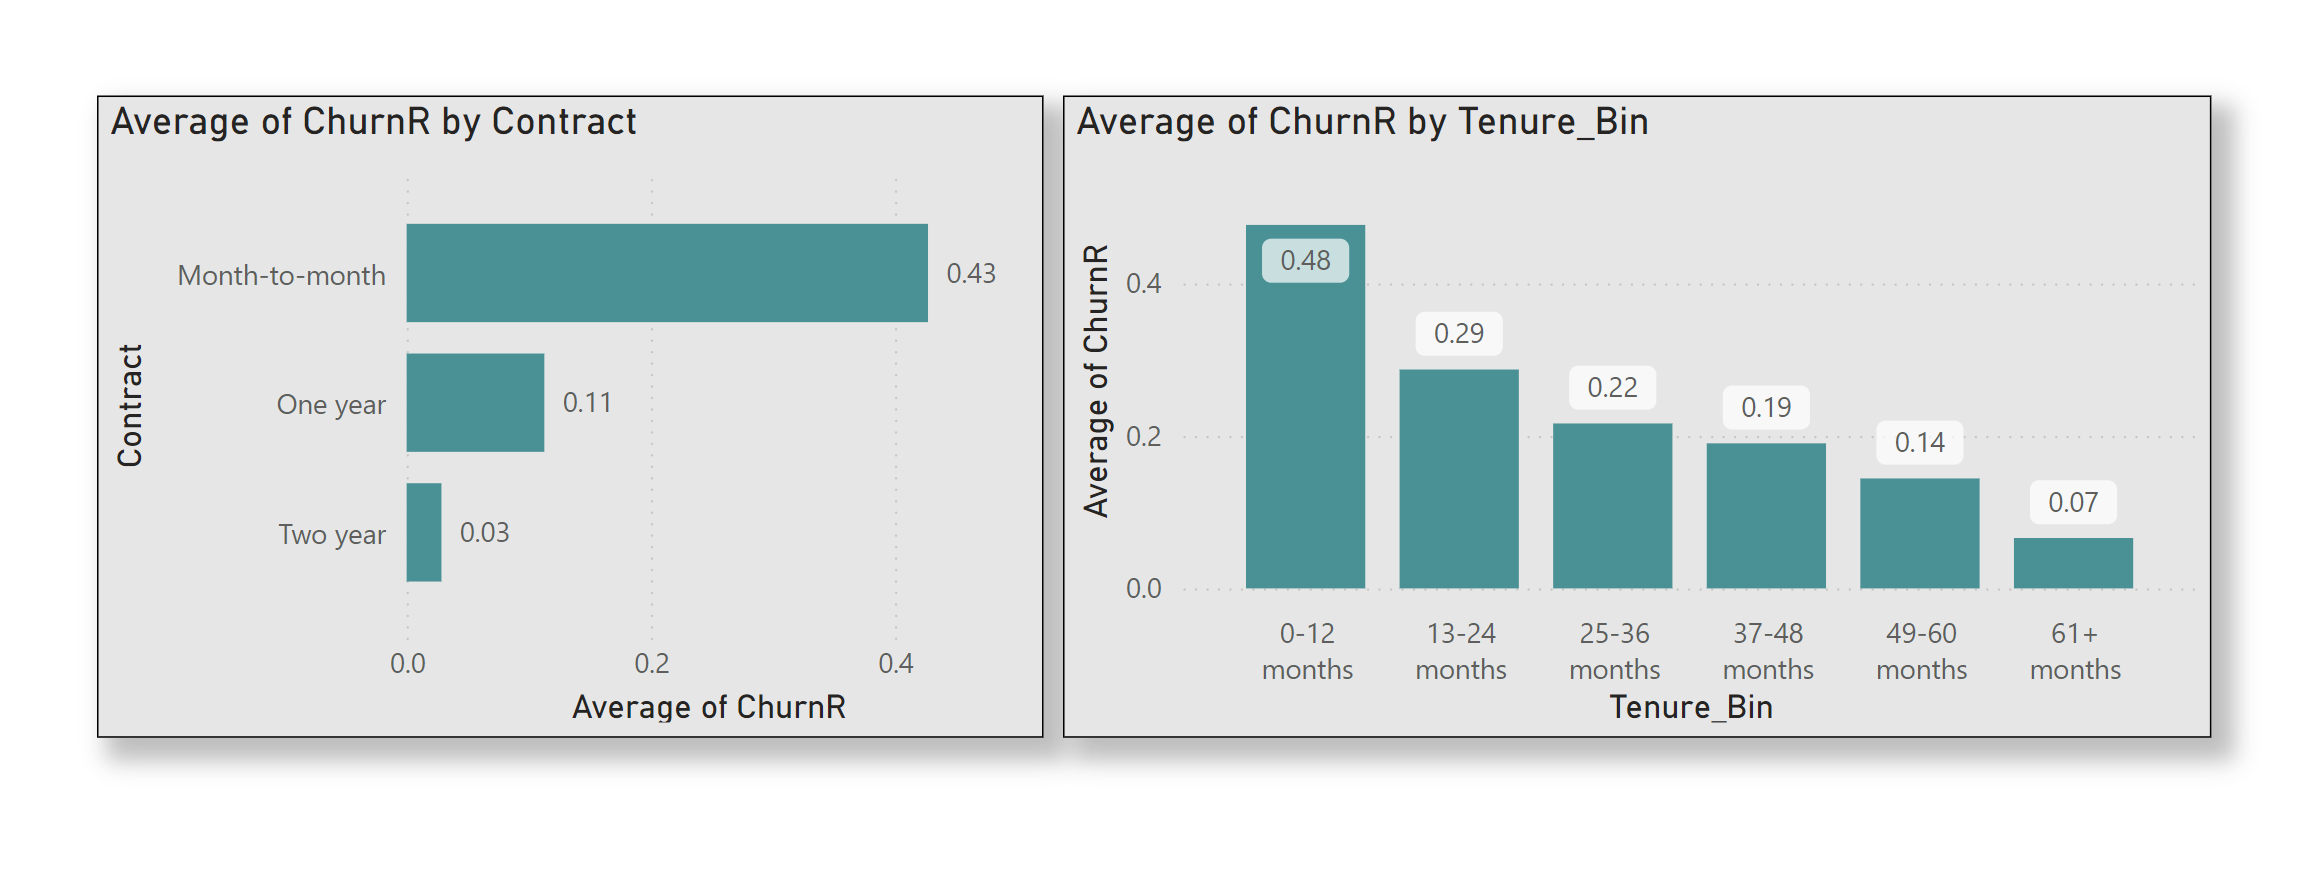 Average of ChurnR by Contract
Contract
Month-to-month
0.43
One year
0.11
Two year
0.03
0.0
0.2
0.4
Average of ChurnR
Average of ChurnR by Tenure_Bin
Average of ChurnR
0.4
0.2
0.0
0.48
0.29
0.22
0.19
0.14
0.07
0-12
months
13-24
months
25-36
months
37-48
months
49-60
months
61+
months
Tenure_Bin